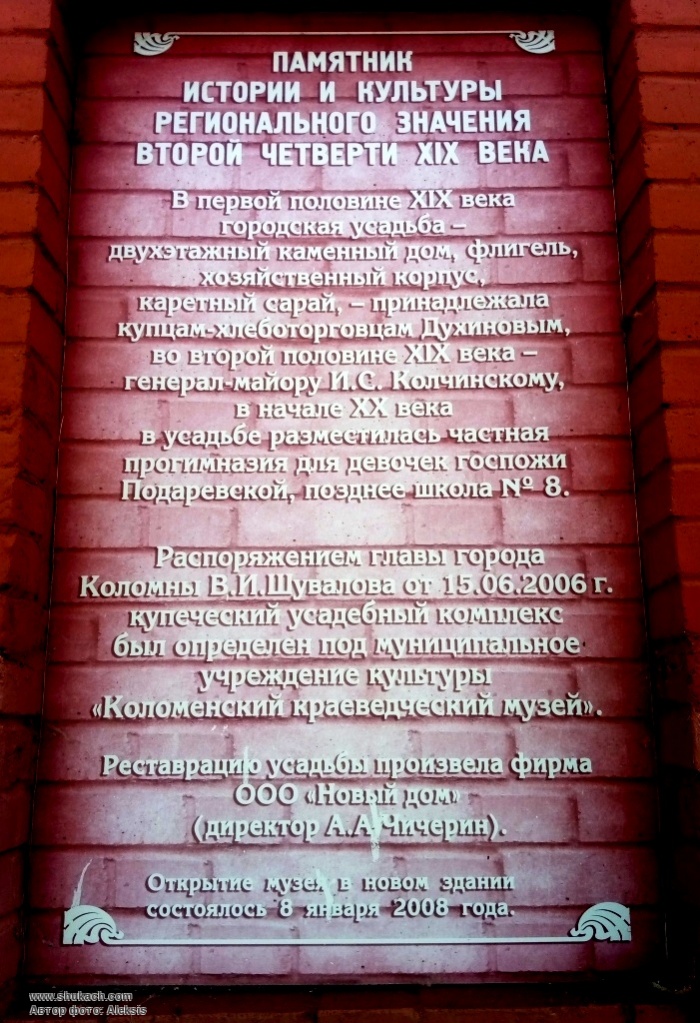 ПАМЯТНИК
ИСТОРИИ И КУЛЬТУРЫ
РЕГИОНАЛЬНОГО ЗНАЧЕНИЯ
ВТОРОЙ ЧЕТВЕРТИ XIX ВЕКА
В первой половине XIX века
городская усадьба –
двухэтажный каменный дом, флигель,
хозяйственный корпус,
каретный сарай, – принадлежала
купцам-хлеботорговцам Духиновым,
во второй половине XIX века –
генерал-майору И.С. Колчинскому,
в начале XX века
в усадьбе разместилась частная
прогимназия для девочек госпожи
Подаревской, позднее школа № 8.
Распоряжением главы города
Коломны В.И.Шувалова от 15.06.2006 г.
купеческий усадебный комплекс
был определен под муниципальное
учреждение культуры
«Коломенский краеведческий музей».
Реставрацию усадьбы произвела фирма
ООО «Новый дом»
(директор А.А.Чичерин).
Открытие музея в новом здании
состоялось 8 января 2008 года.
www.shukach.com
Автор фото: Aleksis